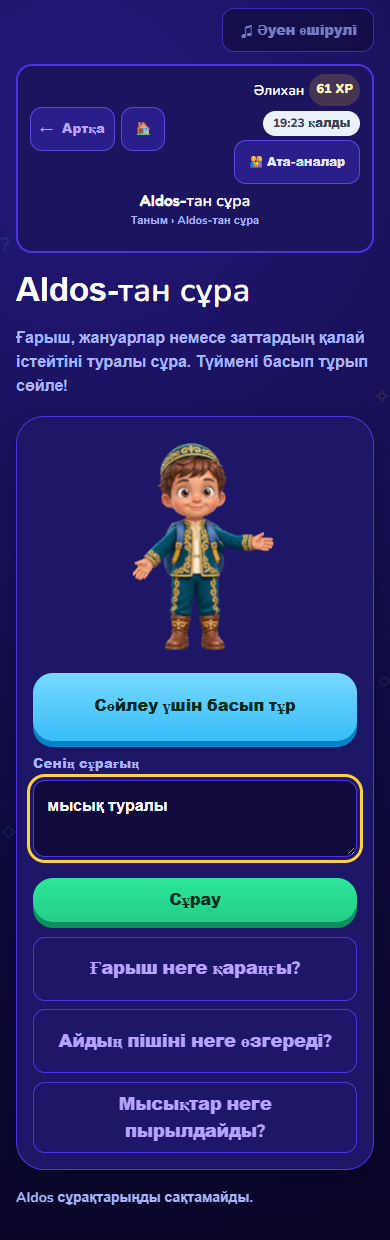 ♫ Әуен өшірулі
Әлихан 61 XP
← Артқа 🏠
19:23 қалды
Ата-аналар
Aldos-тан сұра
Таным › Aldos-тан сұра
Aldos-тан сұра
Ғарыш, жануарлар немесе заттардың қалай
істейтіні туралы сұра. Түймені басып тұрып
сөйле!
Сөйлеу үшін басып тұр
Сенің сұрағың
мысық туралы
Сұрау
Ғарыш неге қараңғы?
Айдың пішіні неге өзгереді?
Мысықтар неге
пырылдайды?
Aldos сұрақтарыңды сақтамайды.